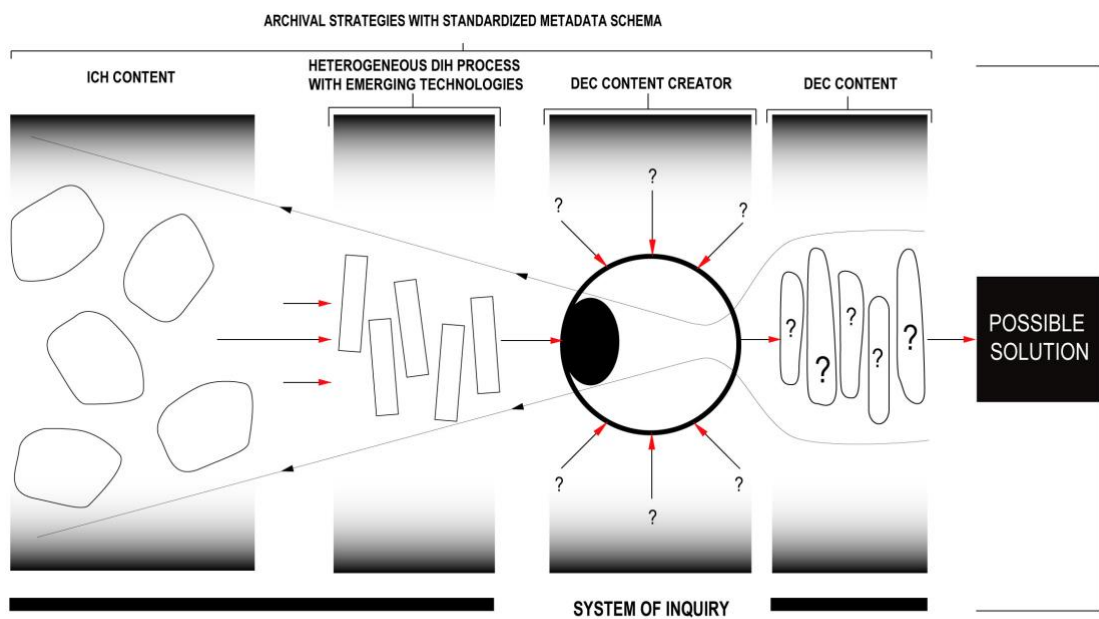 ARCHIVAL STRATEGIES WITH STANDARDIZED METADATA SCHEMA
ICH CONTENT
HETEROGENEOUS DIH PROCESS
WITH EMERGING TECHNOLOGIES
DEC CONTENT CREATOR
DEC CONTENT
?
? ?
? ? ? ? ?
POSSIBLE
SOLUTION
? ?
?
SYSTEM OF INQUIRY